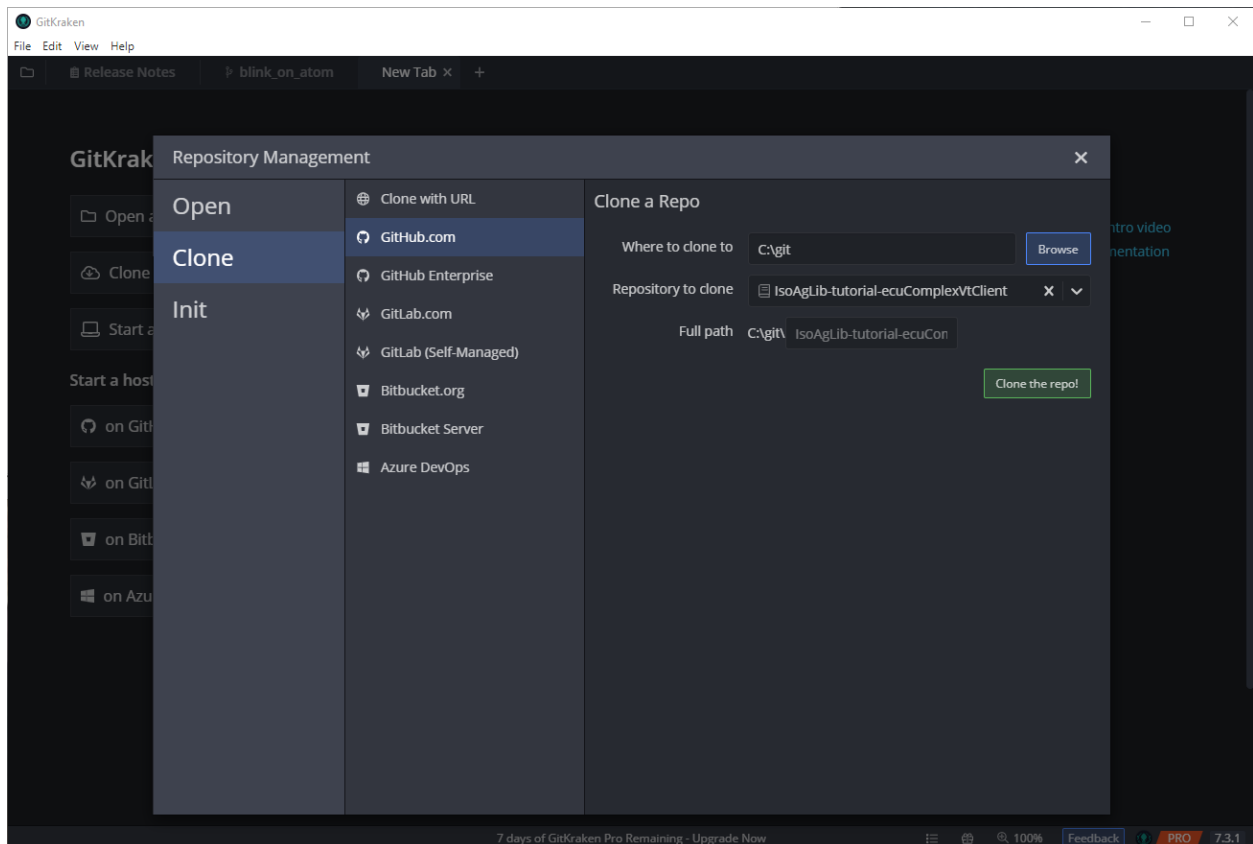 GitKraken
File Edit View Help
Release Notes blink_on_atom New Tab × +
GitKrak
Open a
Clone
Start a
Start a host
on GitH
on GitL
on Bitb
on Azu
Repository Management
Open
Clone
Init
Clone with URL
GitHub.com
GitHub Enterprise
GitLab.com
GitLab (Self-Managed)
Bitbucket.org
Bitbucket Server
Azure DevOps
Clone a Repo
Where to clone to C:\git Browse
Repository to clone IsoAgLib-tutorial-ecuComplexVtClient
Full path C:\git\ IsoAgLib-tutorial-ecuCon
Clone the repo!
ntro video
mentation
7 days of GitKraken Pro Remaining - Upgrade Now 100% Feedback PRO 7.3.1